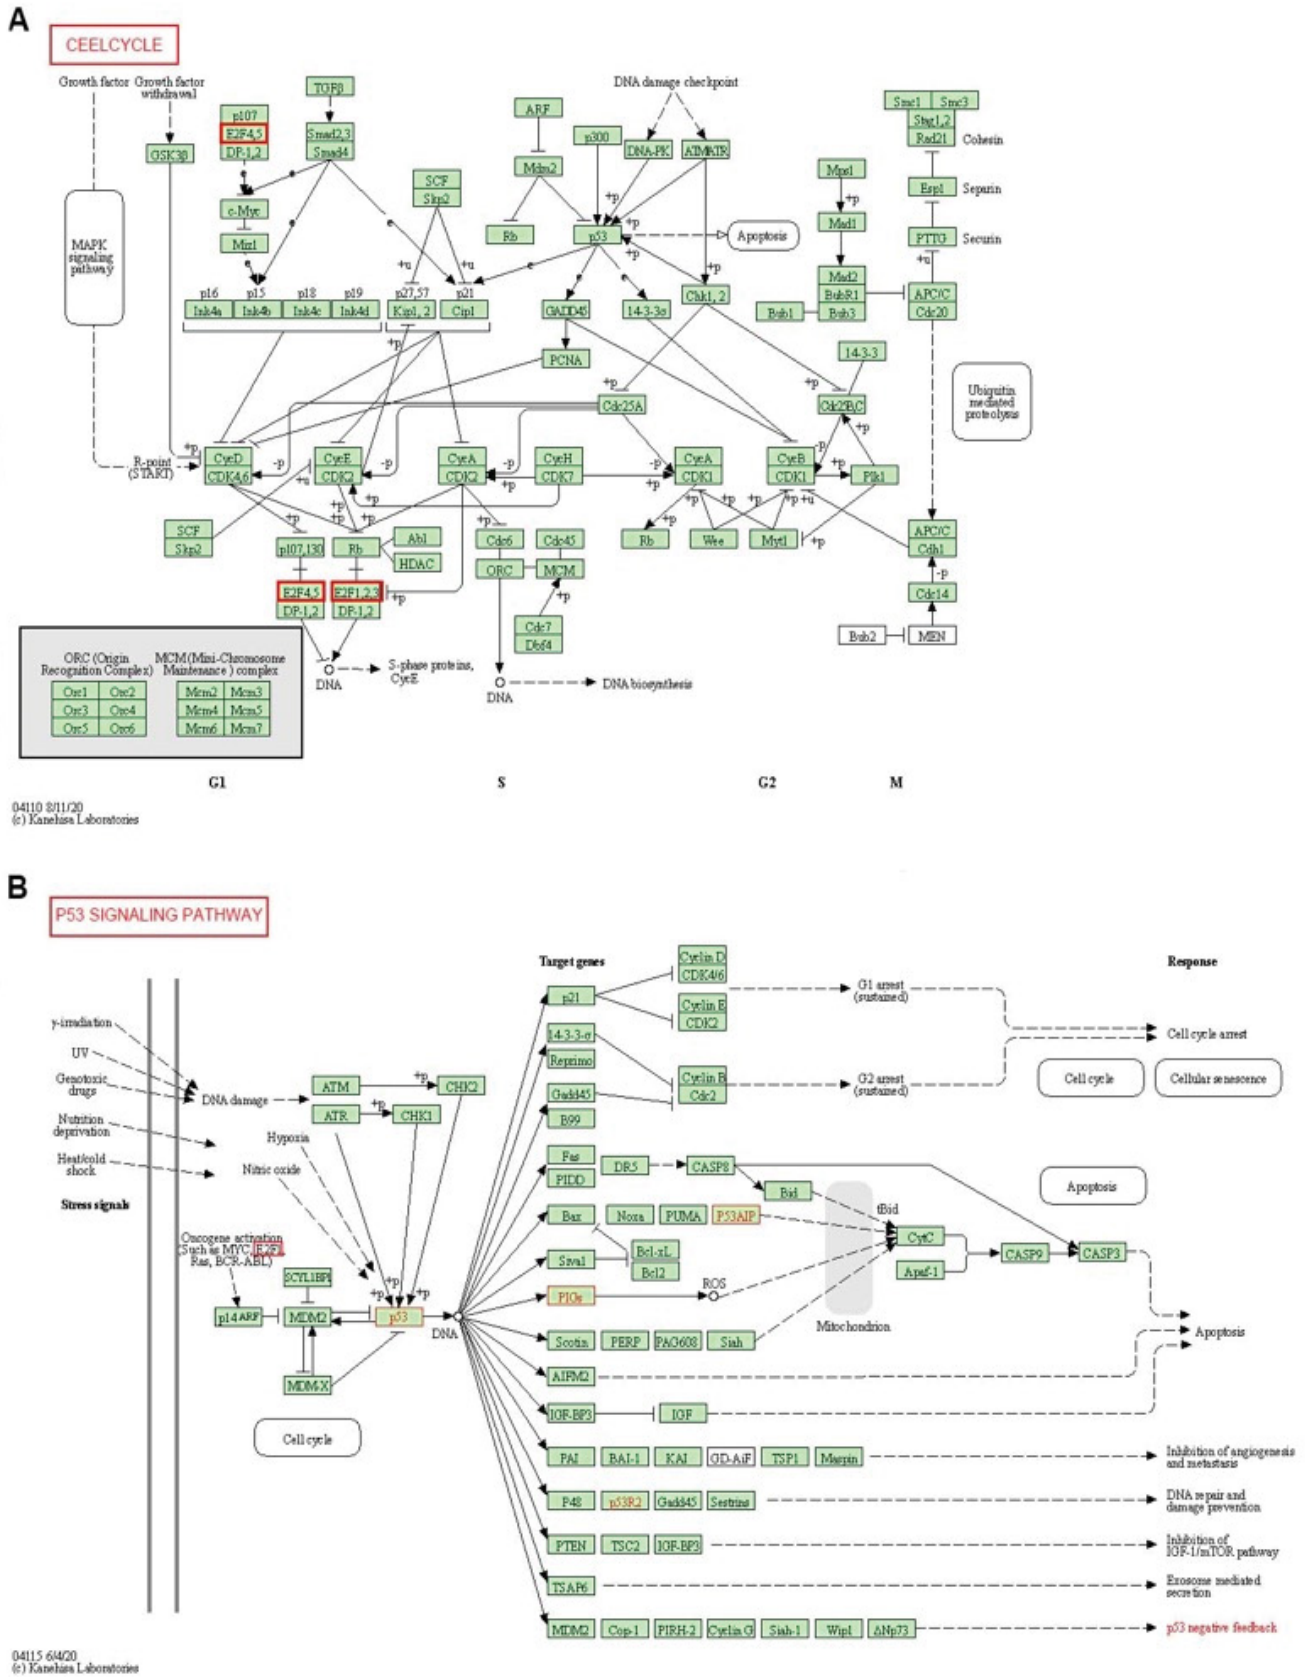 A
CEELCYCLE
Growth factor
Growth factor
withdrawal
TGFβ
DNA damage checkpoint
p107
E2F4,5
DP-1,2
GSK3β
Smad2,3
Smad4
ARF
p300
DNA-PK
ATM/ATR
Mdm2
Smc1
Smc3
Stag1,2
Rad21
Cohesin
Mps1
Esp1
Separin
SCF
Skp2
e
e
+p
+p
c-Myc
Miz1
MAPK
signaling
pathway
e
e
e
+u
+u
Rb
p53
+p
+p
Apoptosis
+p
Mad1
PTTG
Securin
+u
e
e
e
+p
Mad2
BubR1
Bub3
Bub1
APC/C
Cdc20
p16
p15
p18
p19
p27,57
p21
Ink4a
Ink4b
Ink4c
Ink4d
Kip1, 2
Cip1
GADD45
14-3-3σ
Chk1, 2
+p
PCNA
14-3-3
+p
+p
Cdc25A
Cdc25B,C
Ubiquitin
mediated
proteolysis
R-point
(START)
+p
CycD
CDK4,6
-p
+u
CycE
CDK2
-p
+p
CycA
CDK2
-p
+p
CycH
CDK7
-p
+p
CycA
CDK1
CycB
CDK1
-p
+p
+p
Plk1
SCF
Skp2
+p
+p
+p
+p
+p
+p
+p
+p
+u
+p
p107,130
Rb
Abl
HDAC
Cdc6
Cdc45
ORC
MCM
Rb
Wee
Myt1
APC/C
Cdh1
-p
Cdc14
E2F4,5
DP-1,2
E2F1,2,3
DP-1,2
+p
+p
Cdc7
Dbf4
Bub2
MEN
DNA
S-phase proteins,
CycE
DNA
DNA biosynthesis
ORC (Origin
Recognition Complex)
MCM (Mini-Chromosome
Maintenance ) complex
Orc1
Orc2
Mcm2
Mcm3
Orc3
Orc4
Mcm4
Mcm5
Orc5
Orc6
Mcm6
Mcm7
G1
S
G2
M
04110 8/11/20
(c) Kanehisa Laboratories
B
P53 SIGNALING PATHWAY
Target genes
Response
γ-irradiation
UV
Genotoxic
drugs
Nutrition
deprivation
Heat/cold
shock
Stress signals
DNA damage
ATM
+p
CHK2
ATR
+p
CHK1
Hypoxia
Nitric oxide
Oncogene activation
(Such as MYC, E2F1,
Ras, BCR-ABL)
SCYL1BP1
+p
+p
+p
p14ARF
MDM2
p53
DNA
MDM-X
Cell cycle
p21
Cyclin D
CDK4/6
Cyclin E
CDK2
G1 arrest
(sustained)
14-3-3-σ
Reprimo
Gadd45
B99
Cyclin B
Cdc2
G2 arrest
(sustained)
Cell cycle arrest
Cell cycle
Cellular senescence
Fas
PIDD
DR5
CASP8
Bid
tBid
Apoptosis
Bax
Noxa
PUMA
P53AIP
Siva1
Bcl-xL
Bcl2
CytC
Apaf-1
CASP9
CASP3
PIGs
ROS
Mitochondrion
Apoptosis
Scotin
PERP
PAG608
Siah
AIFM2
IGF-BP3
IGF
PAI
BAI-1
KAI
GD-AiF
TSP1
Maspin
Inhibition of angiogenesis
and metastasis
P48
p53R2
Gadd45
Sestrins
DNA repair and
damage prevention
PTEN
TSC2
IGF-BP3
Inhibition of
IGF-1/mTOR pathway
TSAP6
Exosome mediated
secretion
MDM2
Cop-1
PIRH-2
Cyclin G
Siah-1
Wip1
ΔNp73
p53 negative feedback
04115 6/4/20
(c) Kanehisa Laboratories